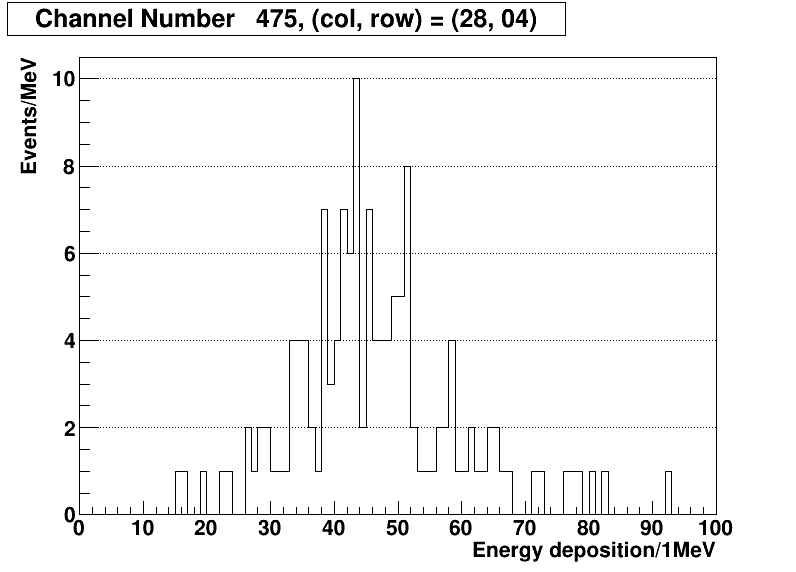 Channel Number 475, (col, row) = (28, 04)
Events/MeV
10
8
6
4
2
0
0 10 20 30 40 50 60 70 80 90 100
Energy deposition/1MeV